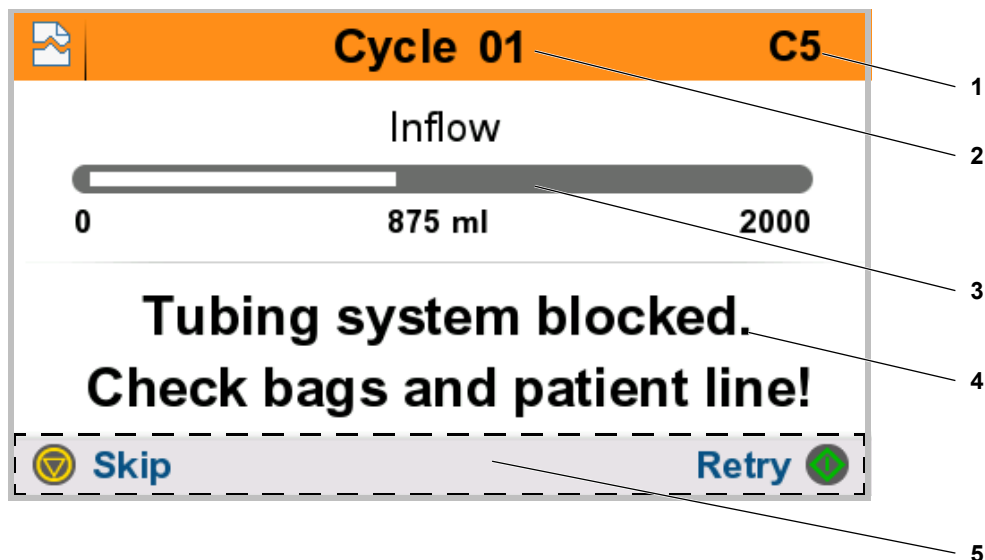 Cycle 01 C5
1
Inflow
2
0 875 ml 2000
3
Tubing system blocked.
4
Check bags and patient line!
Skip Retry
5